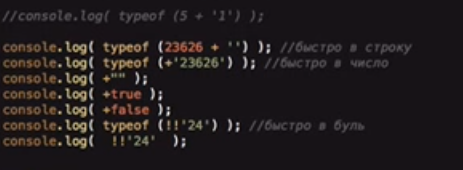 //console.log( typeof (5 + '1') );
console.log( typeof (23626 + '') ); //быстро в строку
console.log( typeof (+'23626') ); //быстро в число
console.log( +"" );
console.log( +true );
console.log( +false );
console.log( typeof (!!'24') ); //быстро в буль
console.log(  !!'24'  );